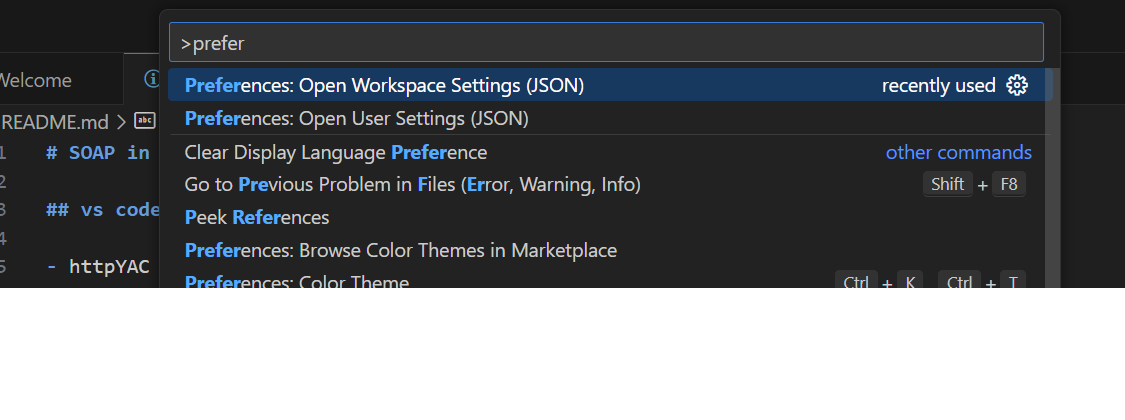 >prefer
Welcome
Preferences: Open Workspace Settings (JSON) recently used
README.md > abc
Preferences: Open User Settings (JSON)
1 # SOAP in
Clear Display Language Preference other commands
2
Go to Previous Problem in Files (Error, Warning, Info) Shift + F8
3 ## vs code
Peek References
4
Preferences: Browse Color Themes in Marketplace
5 - httpYAC
Preferences: Color Theme Ctrl + K Ctrl + T